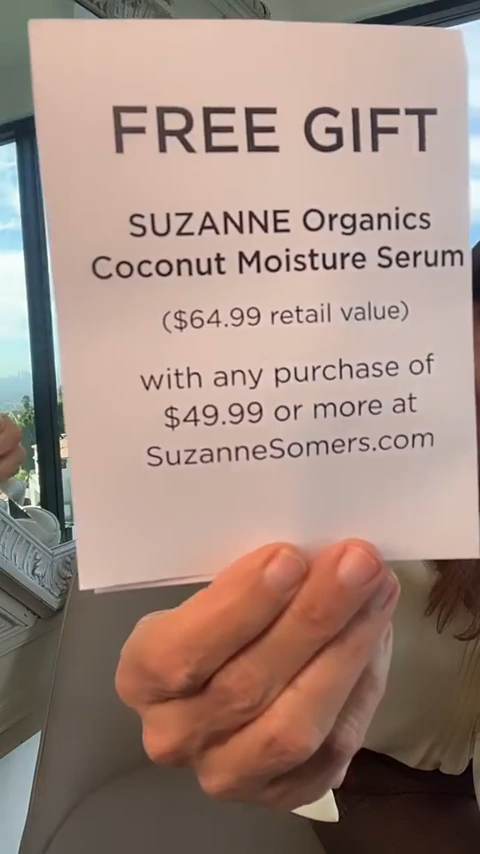 FREE GIFT
SUZANNE Organics
Coconut Moisture Serum
($64.99 retail value)
with any purchase of
$49.99 or more at
SuzanneSomers.com